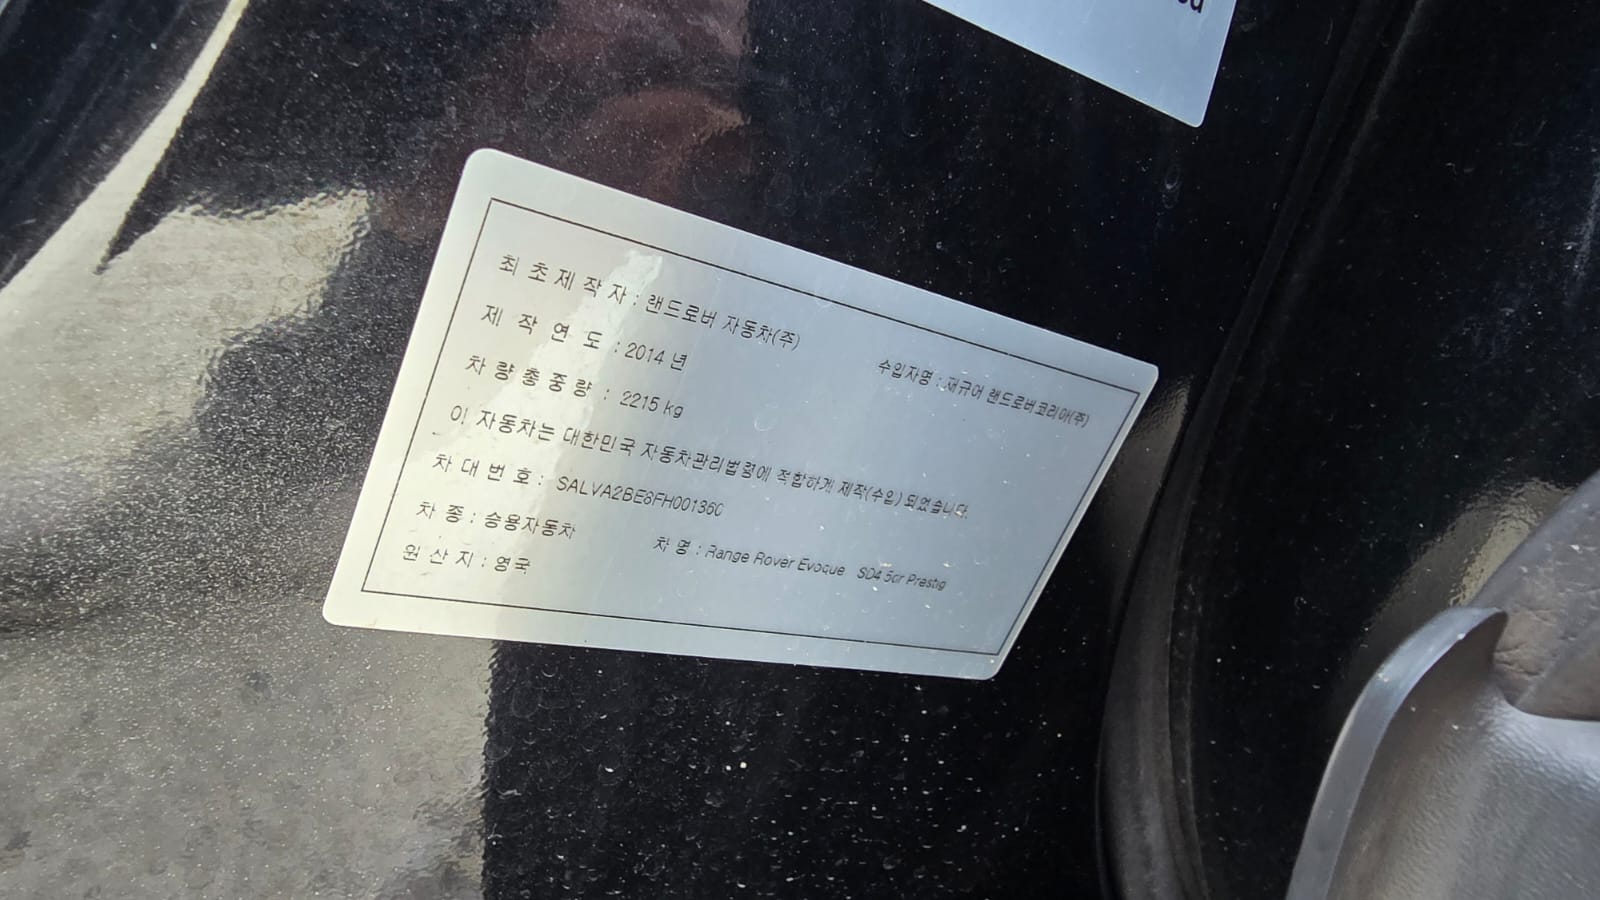 최 초 제 작 자 : 랜드로버 자동차(주)
제 작 연 도 : 2014 년
수입자명 : 재규어 랜드로버코리아(주)
차 량 총 중 량 : 2215 kg
이 자동차는 대한민국 자동차관리법령에 적합하게 제작(수입) 되었습니다.
차 대 번 호 : SALVA2BE6FH001360
차 종 : 승용자동차
차 명 : Range Rover Evoque SD4 5dr Prestig
원 산 지 : 영국